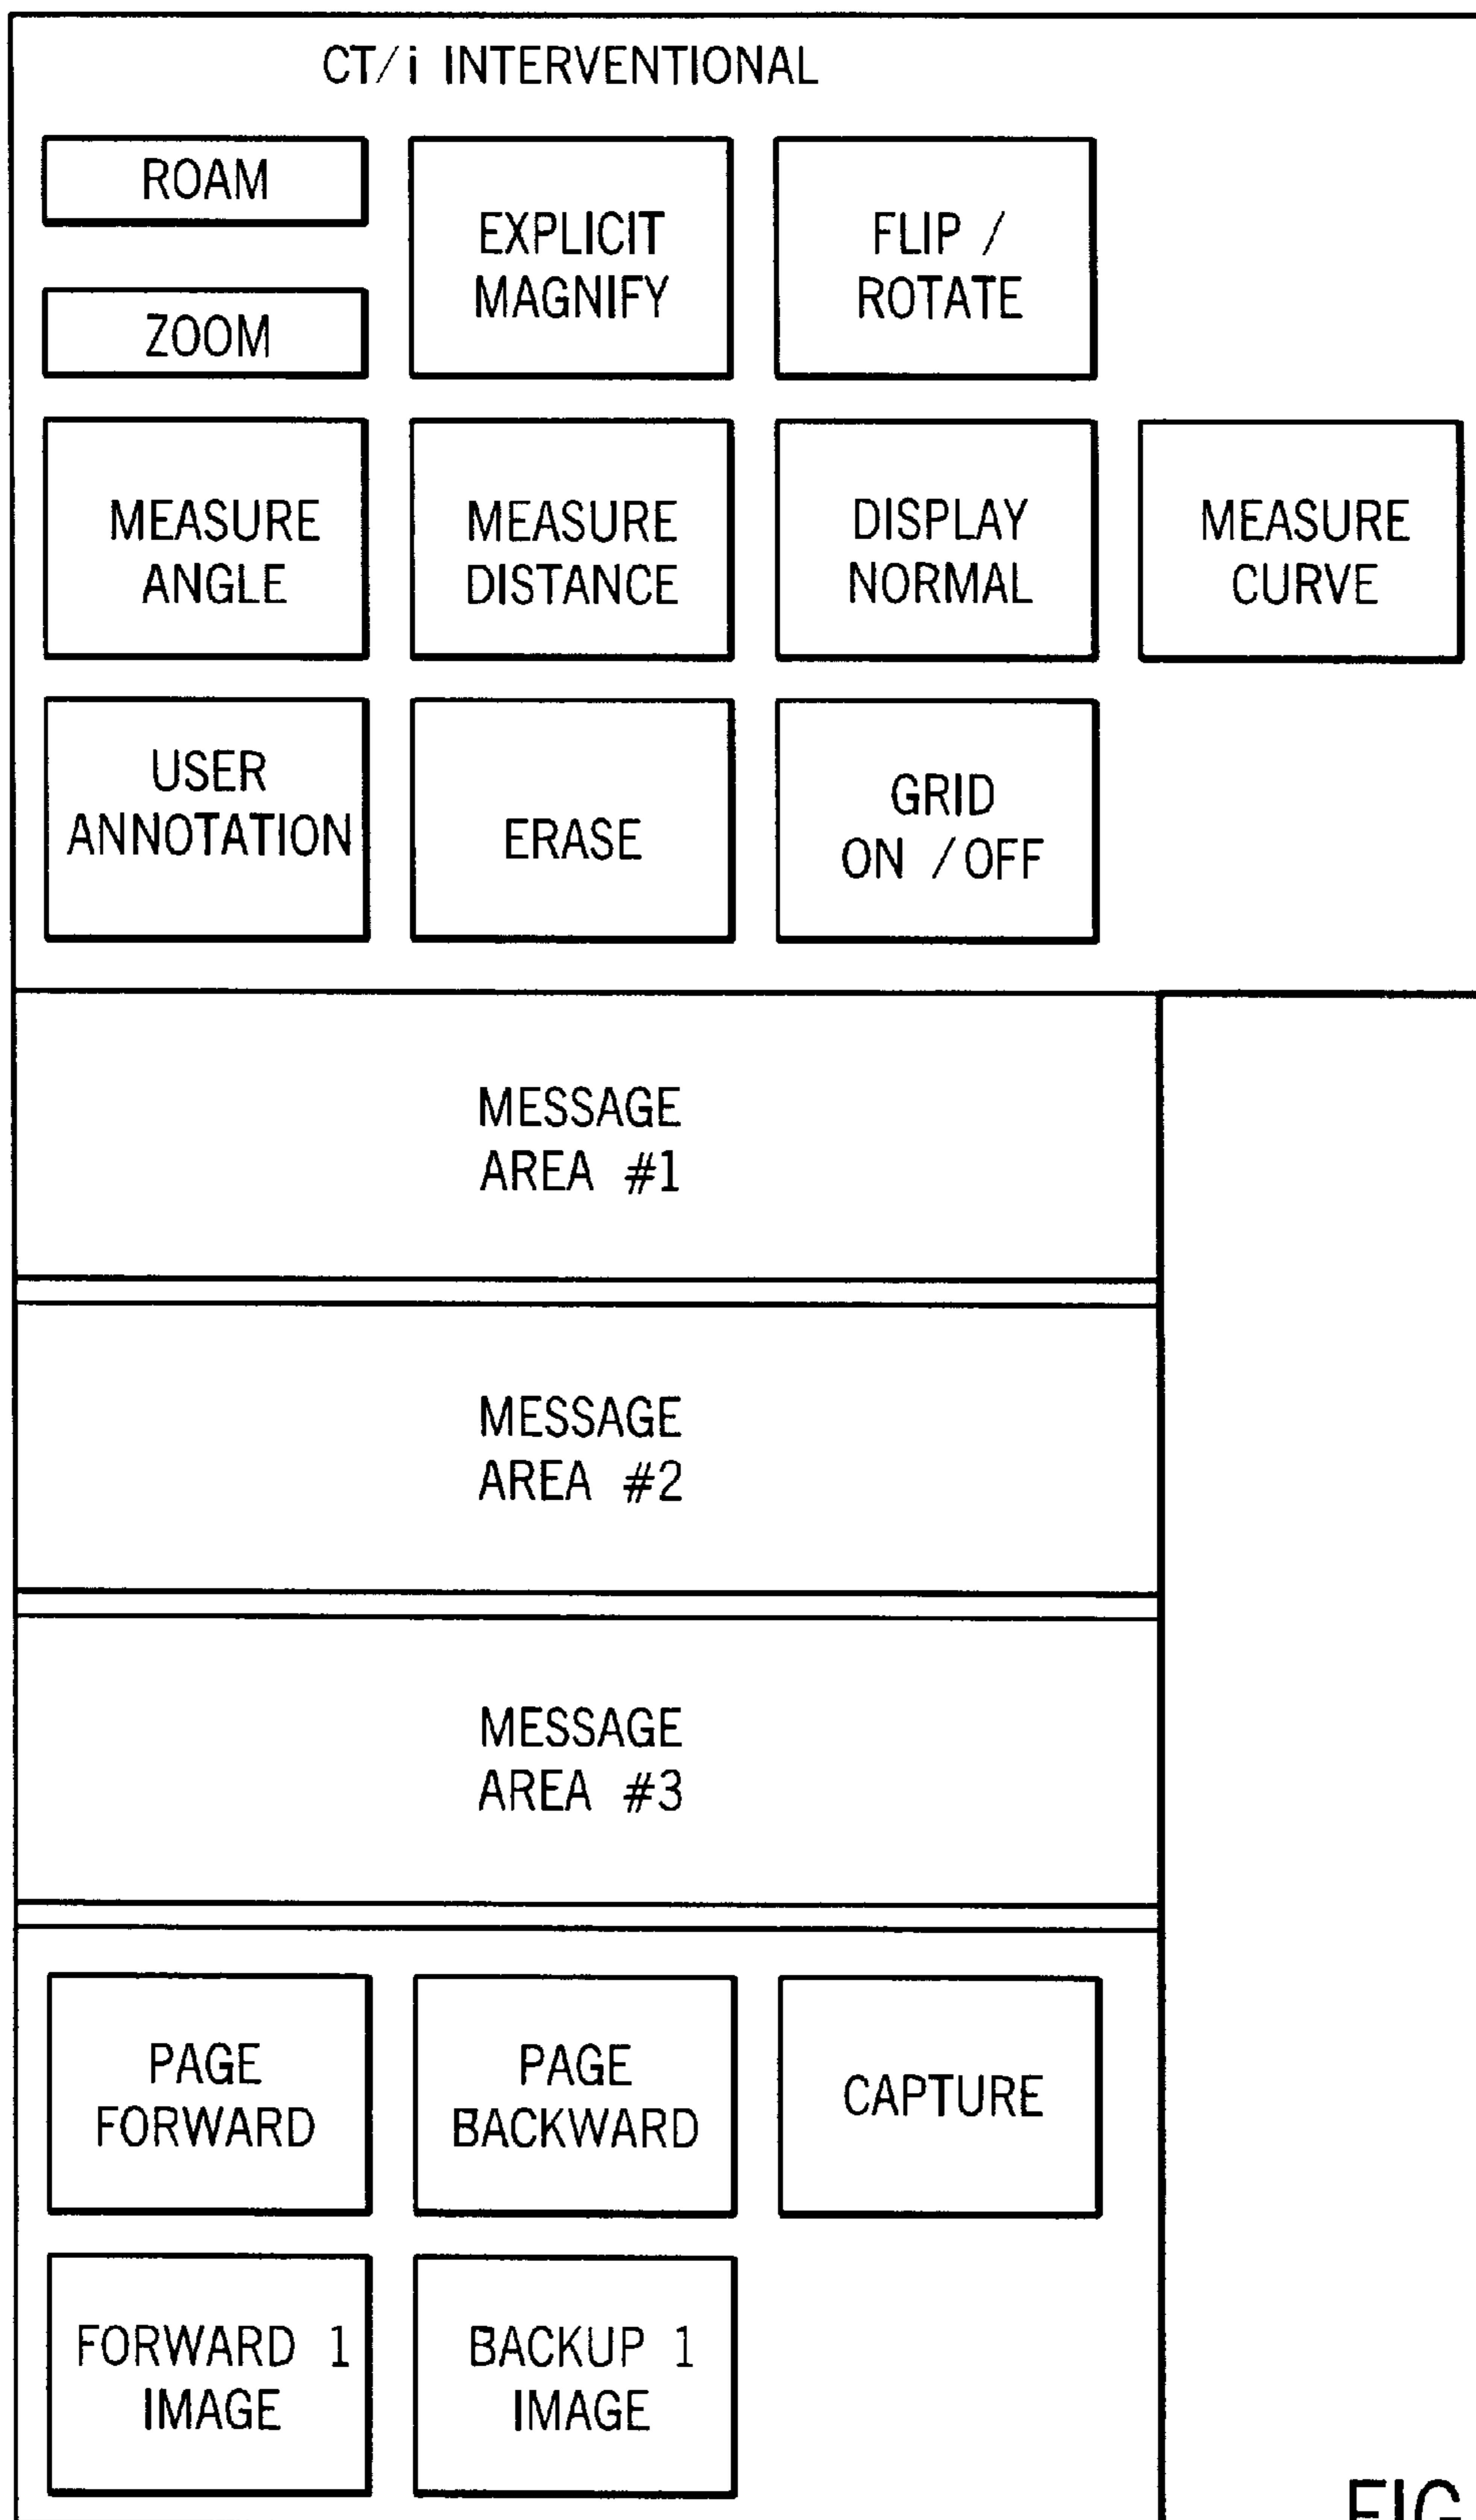 CT/i INTERVENTIONAL
ROAM
ZOOM
EXPLICIT
MAGNIFY
FLIP /
ROTATE
MEASURE
ANGLE
MEASURE
DISTANCE
DISPLAY
NORMAL
MEASURE
CURVE
USER
ANNOTATION
ERASE
GRID
ON / OFF
MESSAGE
AREA #1
MESSAGE
AREA #2
MESSAGE
AREA #3
PAGE
FORWARD
PAGE
BACKWARD
CAPTURE
FORWARD 1
IMAGE
BACKUP 1
IMAGE
FIG